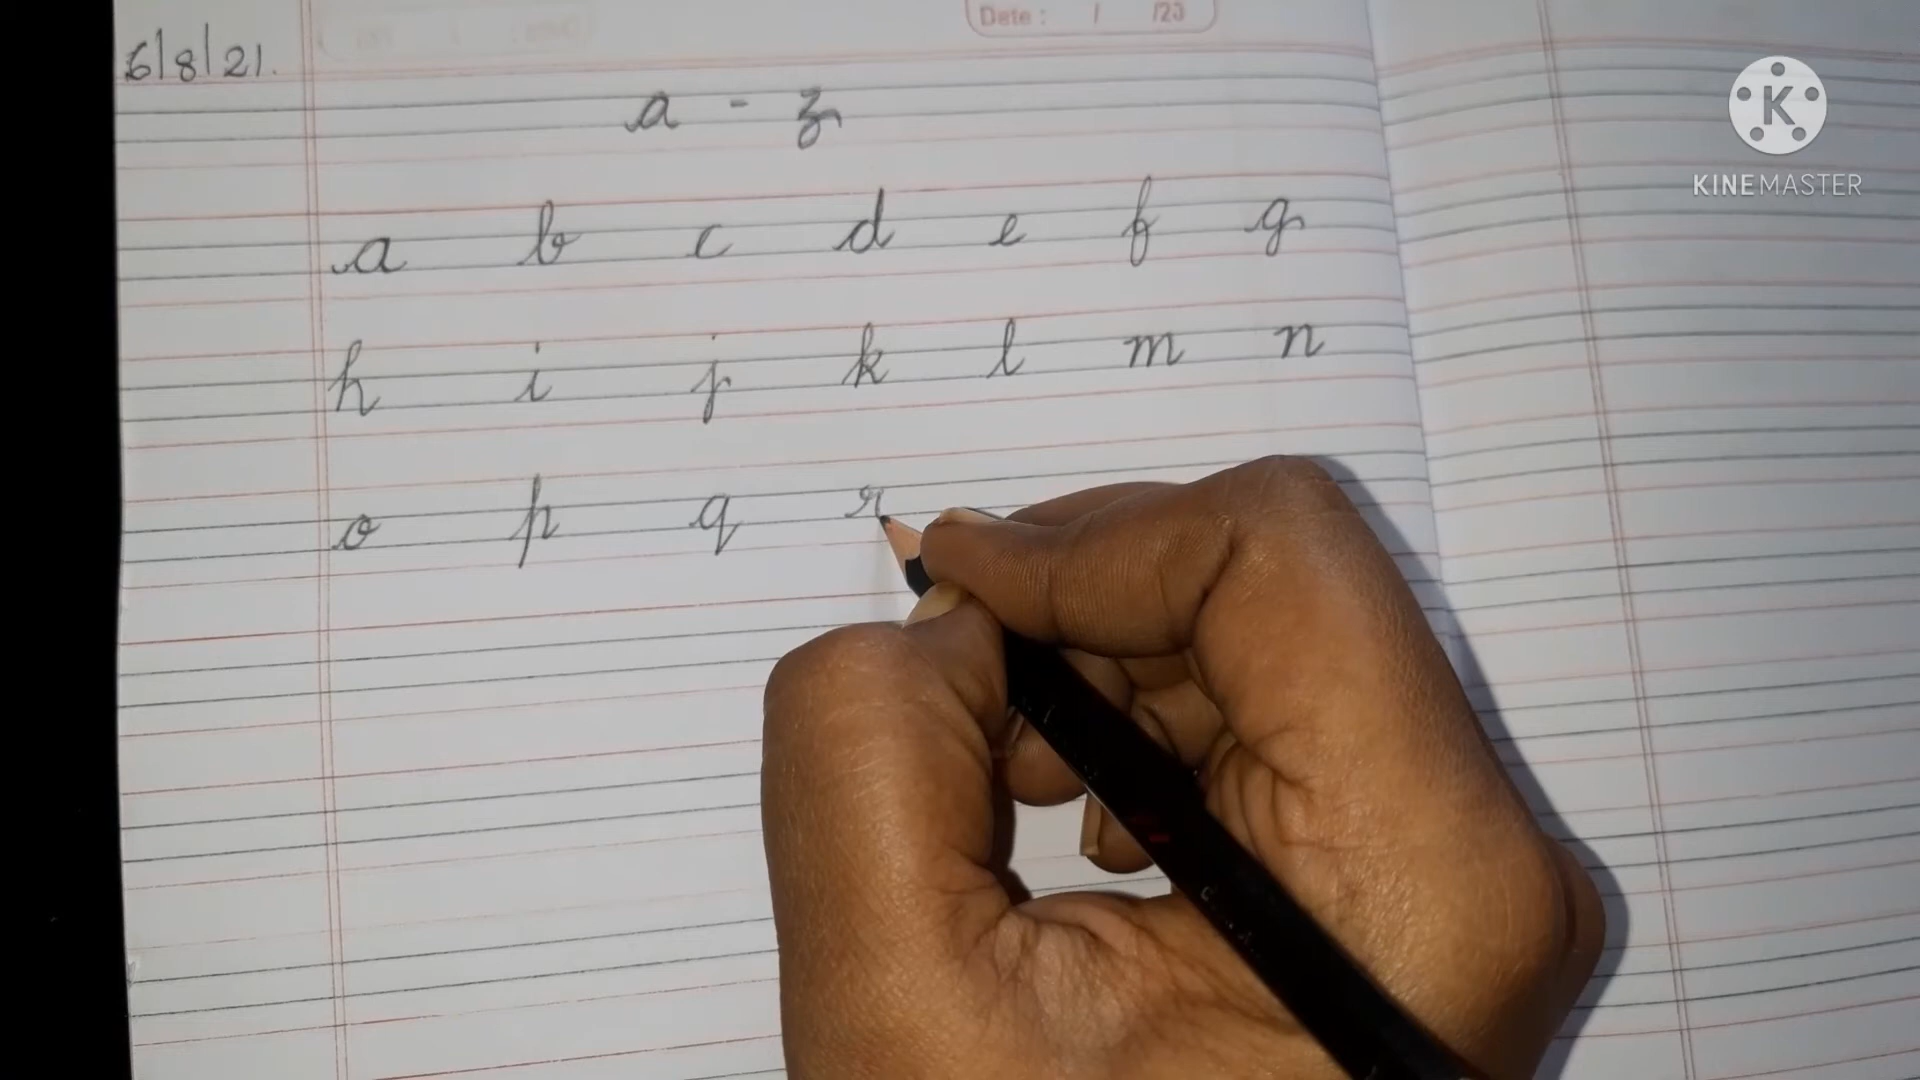 Date : / /23
6/8/21.
a - z
a b c d e f g
h i j k l m n
o p q r
KINEMASTER